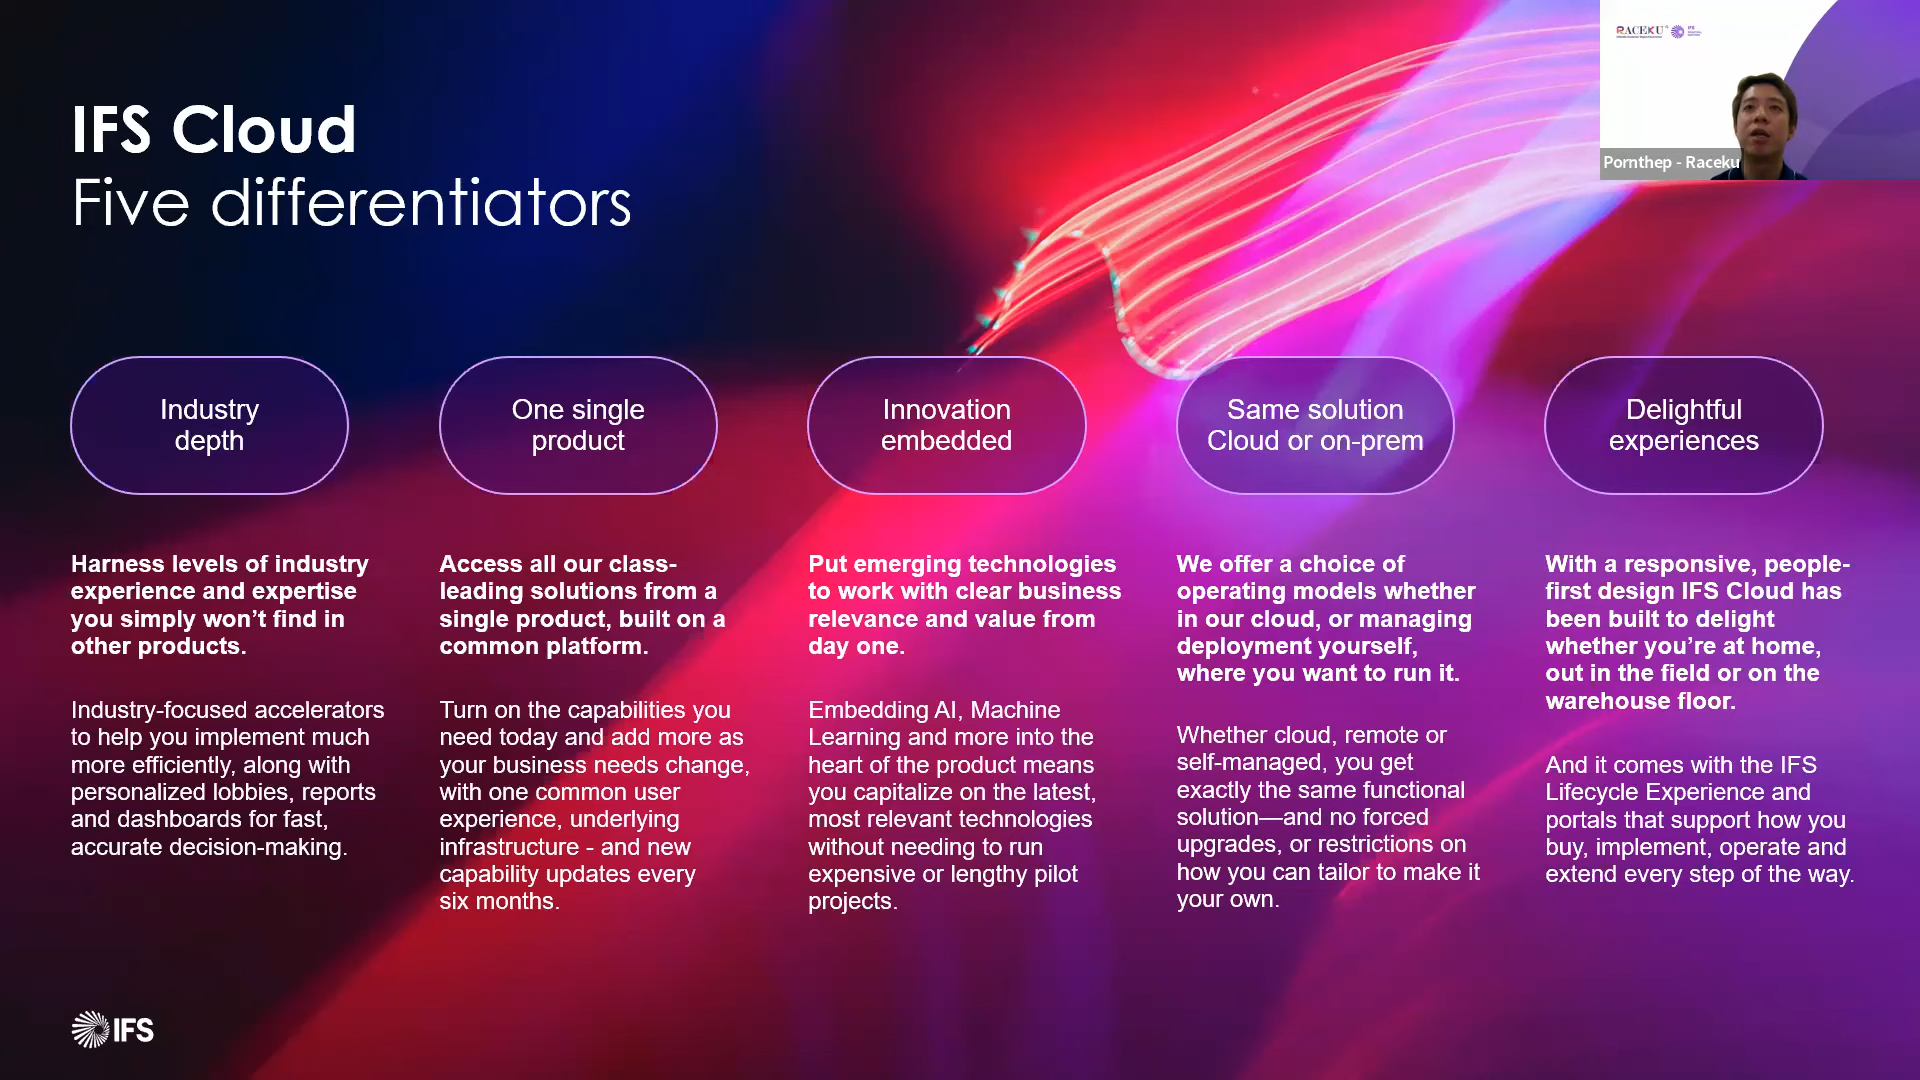 IFS Cloud
Five differentiators
RACEKU
IFS
Pornthep - Raceku
Industry
depth
One single
product
Innovation
embedded
Same solution
Cloud or on-prem
Delightful
experiences
Harness levels of industry
experience and expertise
you simply won’t find in
other products.
Industry-focused accelerators
to help you implement much
more efficiently, along with
personalized lobbies, reports
and dashboards for fast,
accurate decision-making.
Access all our class-
leading solutions from a
single product, built on a
common platform.
Turn on the capabilities you
need today and add more as
your business needs change,
with one common user
experience, underlying
infrastructure - and new
capability updates every
six months.
Put emerging technologies
to work with clear business
relevance and value from
day one.
Embedding AI, Machine
Learning and more into the
heart of the product means
you capitalize on the latest,
most relevant technologies
without needing to run
expensive or lengthy pilot
projects.
We offer a choice of
operating models whether
in our cloud, or managing
deployment yourself,
where you want to run it.
Whether cloud, remote or
self-managed, you get
exactly the same functional
solution—and no forced
upgrades, or restrictions on
how you can tailor to make it
your own.
With a responsive, people-
first design IFS Cloud has
been built to delight
whether you’re at home,
out in the field or on the
warehouse floor.
And it comes with the IFS
Lifecycle Experience and
portals that support how you
buy, implement, operate and
extend every step of the way.
IFS